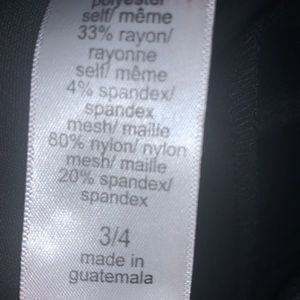 polyester
self/ même
33% rayon/
rayonne
self/ même
4% spandex/
spandex
mesh/ maille
80% nylon/ nylon
mesh/ maille
20% spandex/
spandex
3/4
made in
guatemala